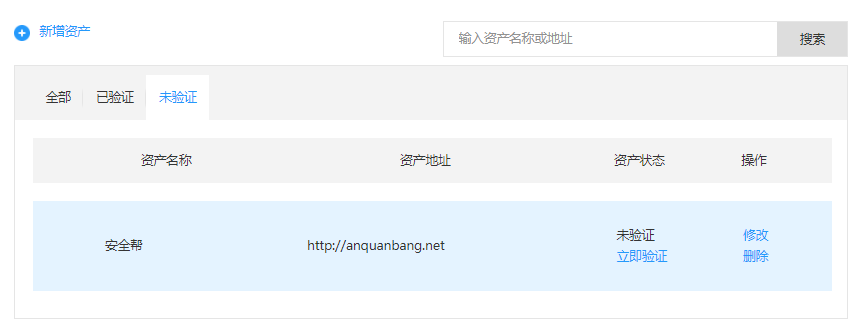 新增资产
输入资产名称或地址 搜索
全部 已验证 未验证
资产名称 资产地址 资产状态 操作
安全帮 http://anquanbang.net 未验证 修改
立即验证 删除